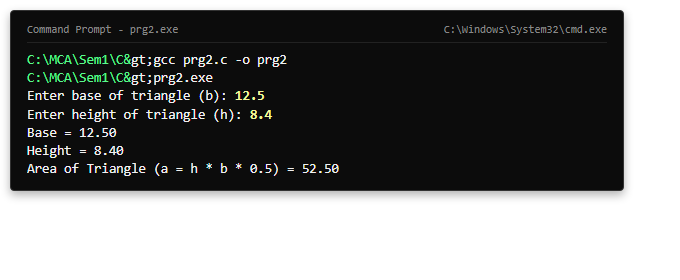 Command Prompt - prg2.exe C:\Windows\System32\cmd.exe
C:\MCA\Sem1\C&gt;gcc prg2.c -o prg2
C:\MCA\Sem1\C&gt;prg2.exe
Enter base of triangle (b): 12.5
Enter height of triangle (h): 8.4
Base = 12.50
Height = 8.40
Area of Triangle (a = h * b * 0.5) = 52.50